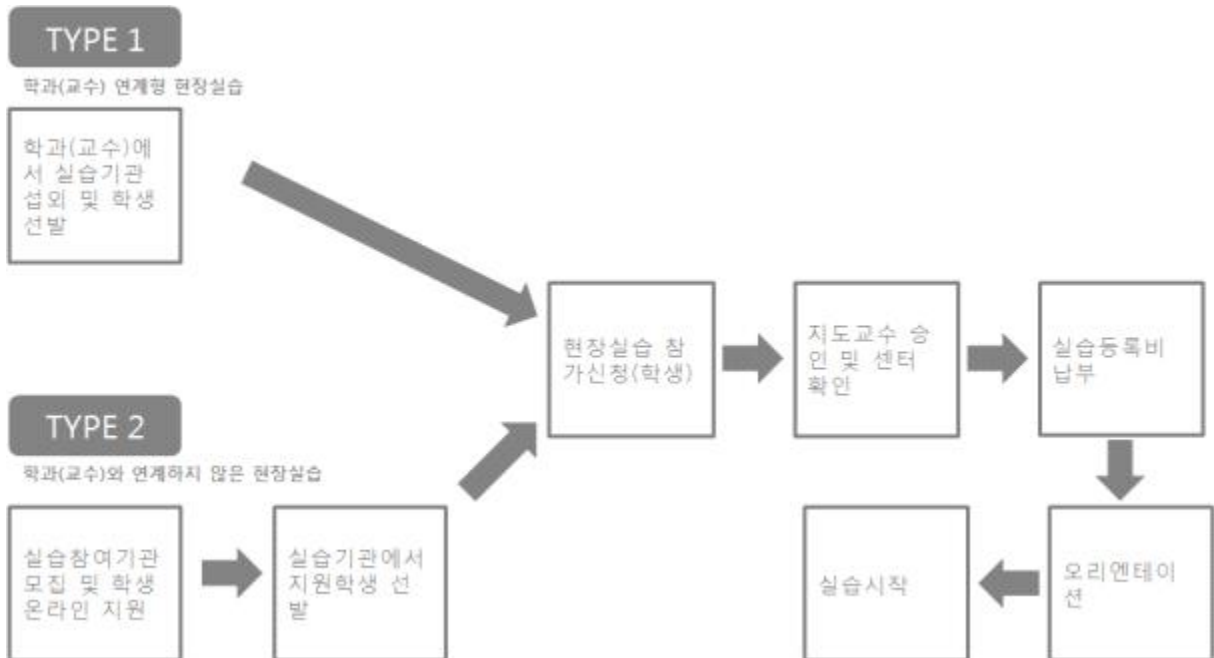 TYPE 1
학과(교수) 연계형 현장실습
학과(교수)에
서 실습기관
섭외 및 학생
선발
현장실습 참
가신청(학생)
지도교수 승
인 및 센터
확인
실습등록비
납부
TYPE 2
학과(교수)와 연계하지 않은 현장실습
실습참여기관
모집 및 학생
온라인 지원
실습기관에서
지원학생 선
발
실습시작
오리엔테이
션